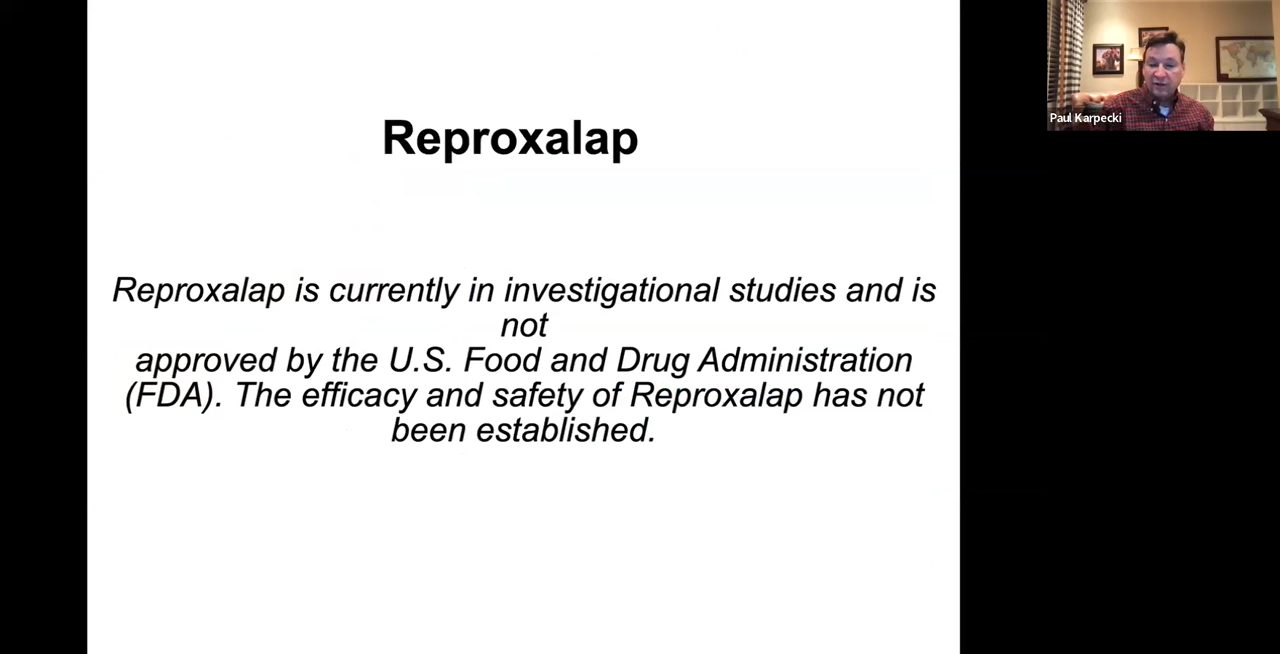 Reproxalap
Reproxalap is currently in investigational studies and is
not
approved by the U.S. Food and Drug Administration
(FDA). The efficacy and safety of Reproxalap has not
been established.
Paul Karpecki